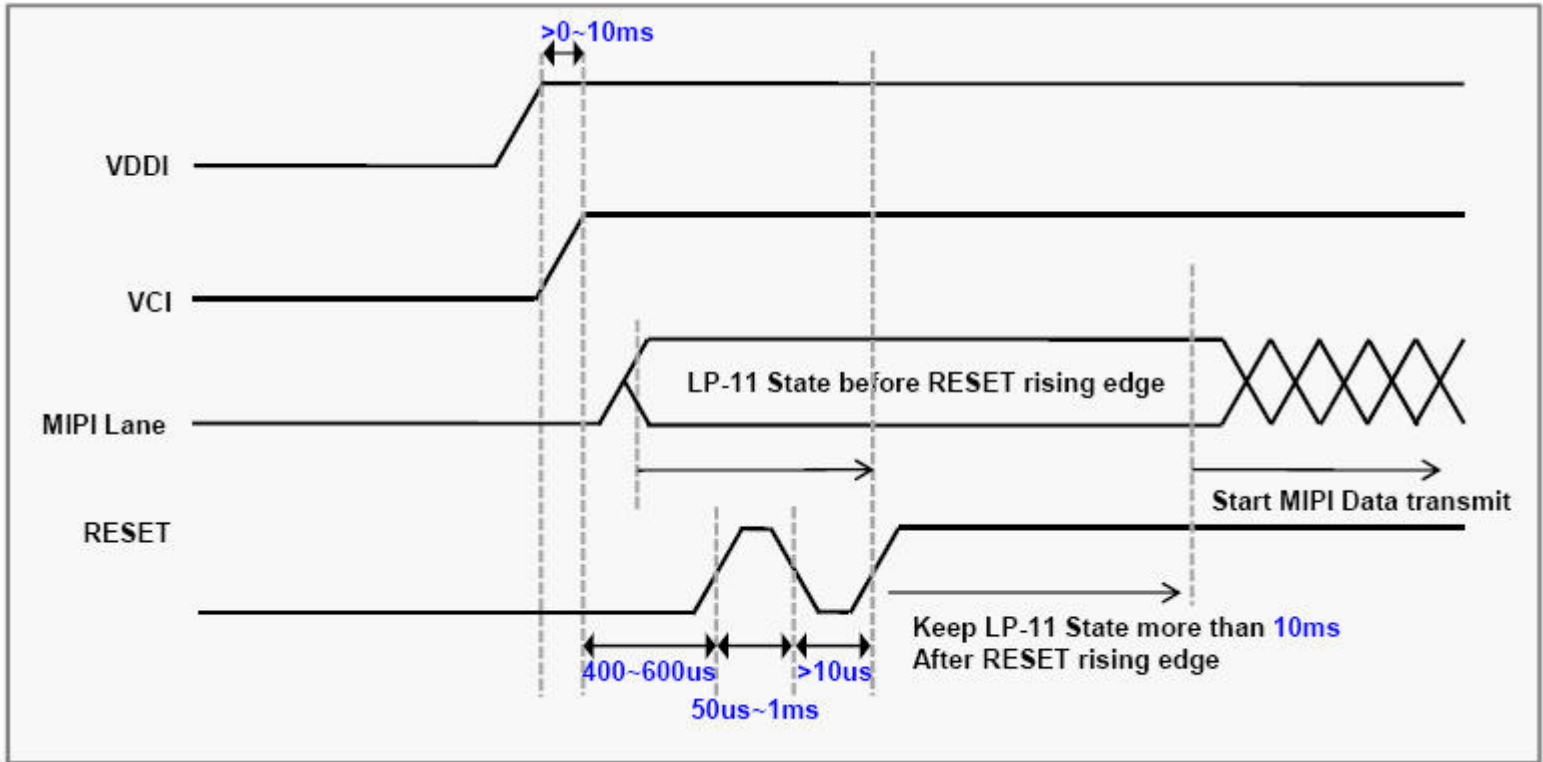 >0~10ms
VDDI
VCI
LP-11 State before RESET rising edge
MIPI Lane
Start MIPI Data transmit
RESET
Keep LP-11 State more than 10ms
After RESET rising edge
400~600us
>10us
50us~1ms